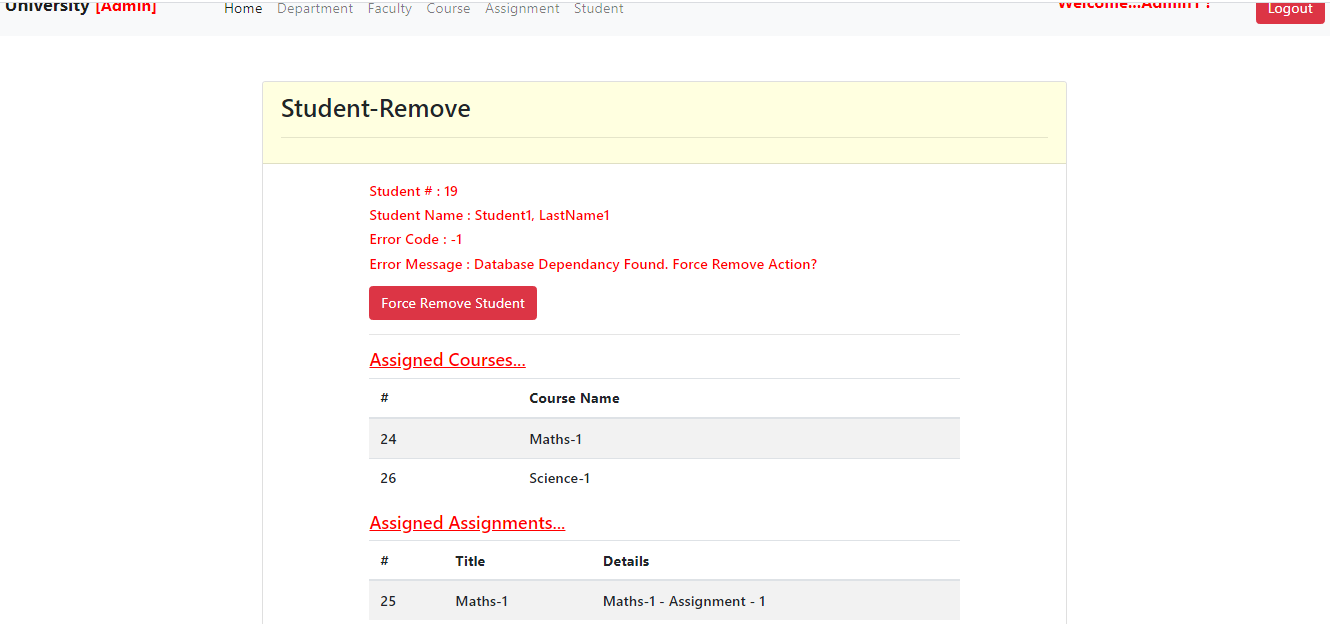 University [Admin] Home Department Faculty Course Assignment Student Welcome...Admin1 ! Logout
Student-Remove
Student # : 19
Student Name : Student1, LastName1
Error Code : -1
Error Message : Database Dependancy Found. Force Remove Action?
Force Remove Student
Assigned Courses...
# Course Name
24 Maths-1
26 Science-1
Assigned Assignments...
# Title Details
25 Maths-1 Maths-1 - Assignment - 1